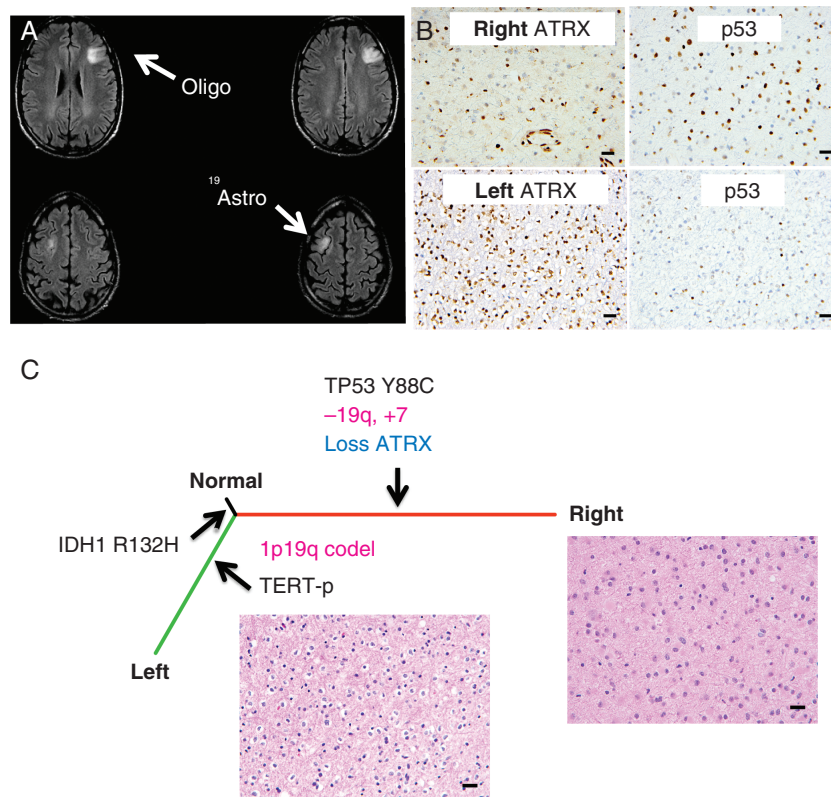 A
Oligo
19
Astro
B
Right ATRX
p53
Left ATRX
p53
C
TP53 Y88C
–19q, +7
Loss ATRX
Normal
Right
IDH1 R132H
1p19q codel
TERT-p
Left